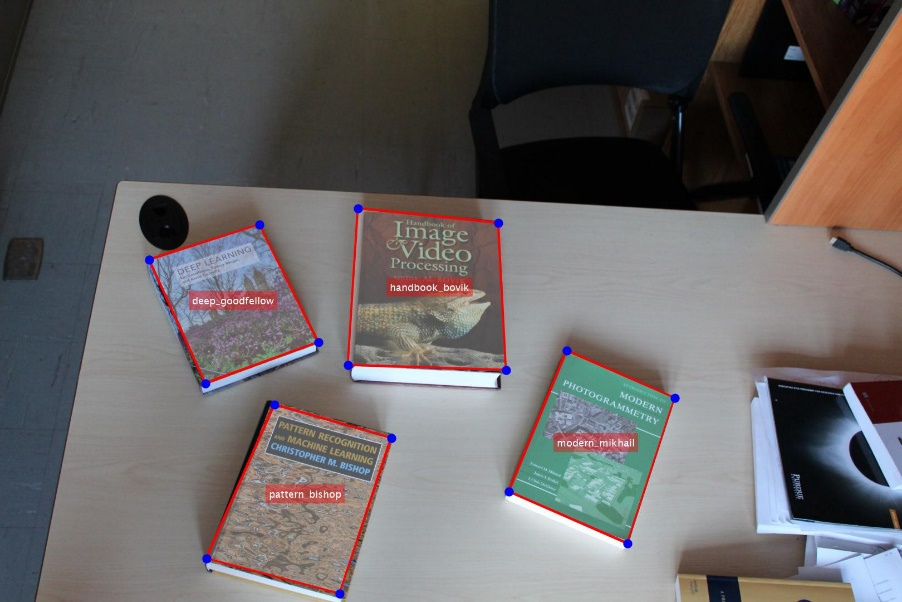 DEEP LEARNING
deep_goodfellow
Handbook of
Image
& Video
Processing
handbook_bovik
MODERN
PHOTOGRAMMETRY
modern_mikhail
PATTERN RECOGNITION
AND MACHINE LEARNING
CHRISTOPHER M. BISHOP
pattern_bishop
PURDUE